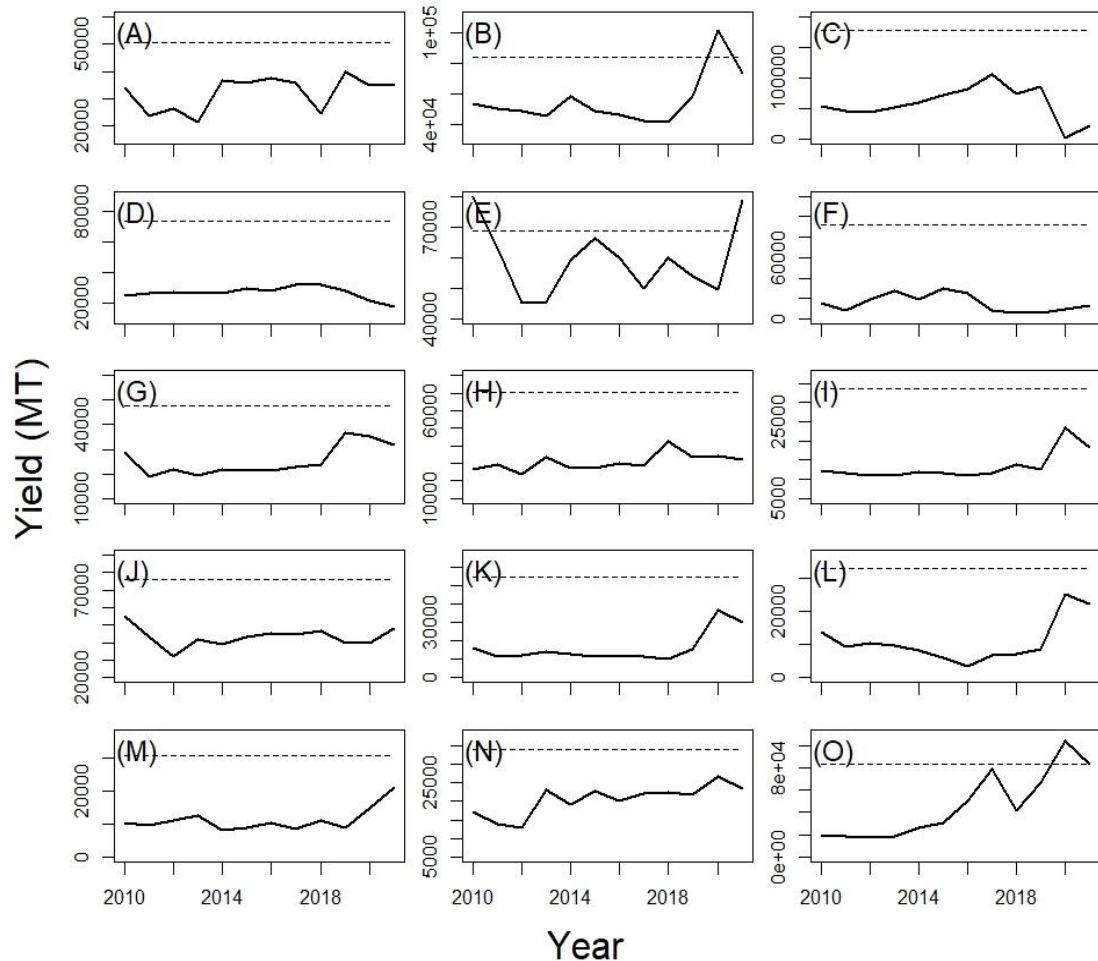 (A) (B) (C)
50000 1e+05 100000
20000 4e+04 0
(D) (E) (F)
80000 70000 60000
20000 40000 0
(G) (H) (I)
40000 60000 25000
10000 10000 5000
(J) (K) (L)
70000 30000 20000
20000 0 0
(M) (N) (O)
20000 25000 8e+04
0 5000 0e+00
2010 2014 2018 2010 2014 2018 2010 2014 2018
Yield (MT)
Year